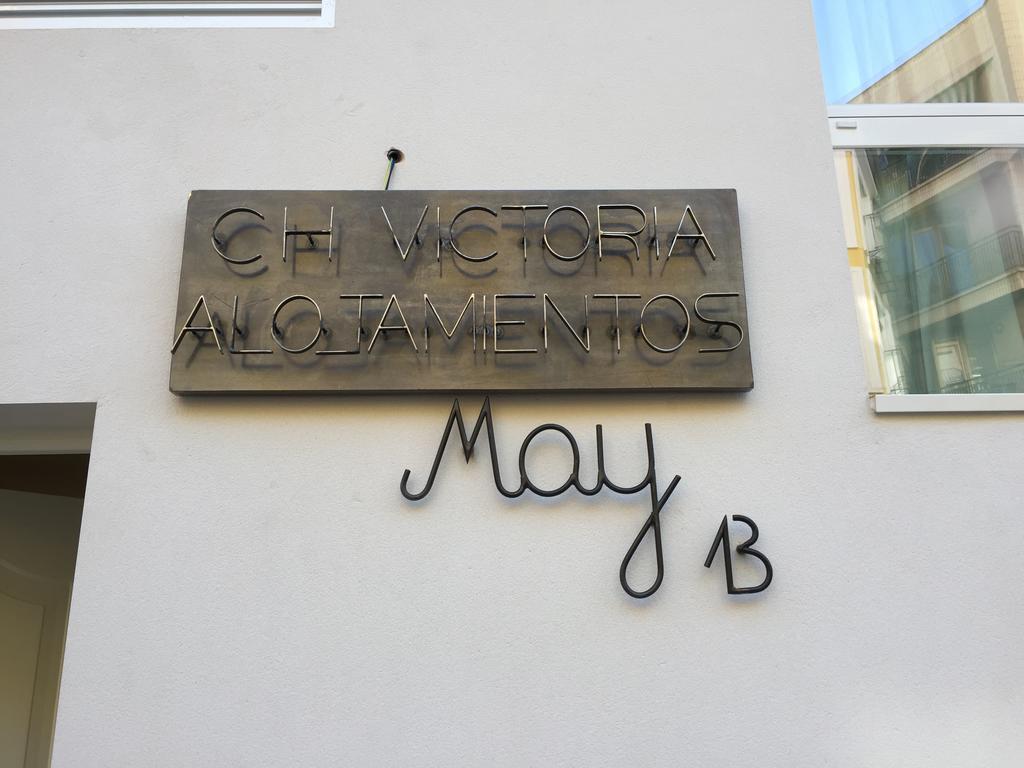 CH VICTORIA
ALOJAMIENTOS
May
13